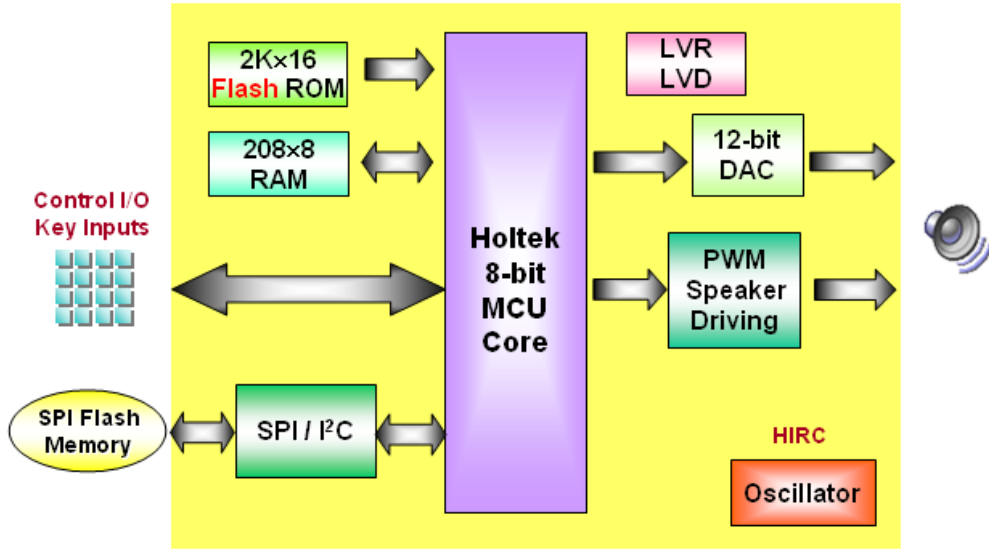 2K×16
Flash ROM
LVR
LVD
208×8
RAM
12-bit
DAC
Control I/O
Key Inputs
Holtek
8-bit
MCU
Core
PWM
Speaker
Driving
SPI Flash
Memory
SPI / I²C
HIRC
Oscillator